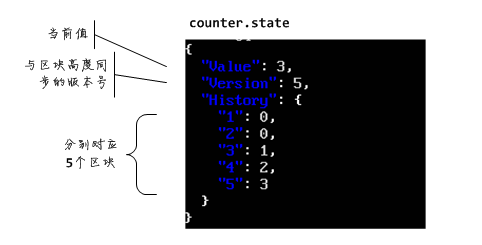 counter.state
当前值
与区块高度同
步的版本号
分别对应
5个区块
{
"Value": 3,
"Version": 5,
"History": {
"1": 0,
"2": 0,
"3": 1,
"4": 2,
"5": 3
}
}